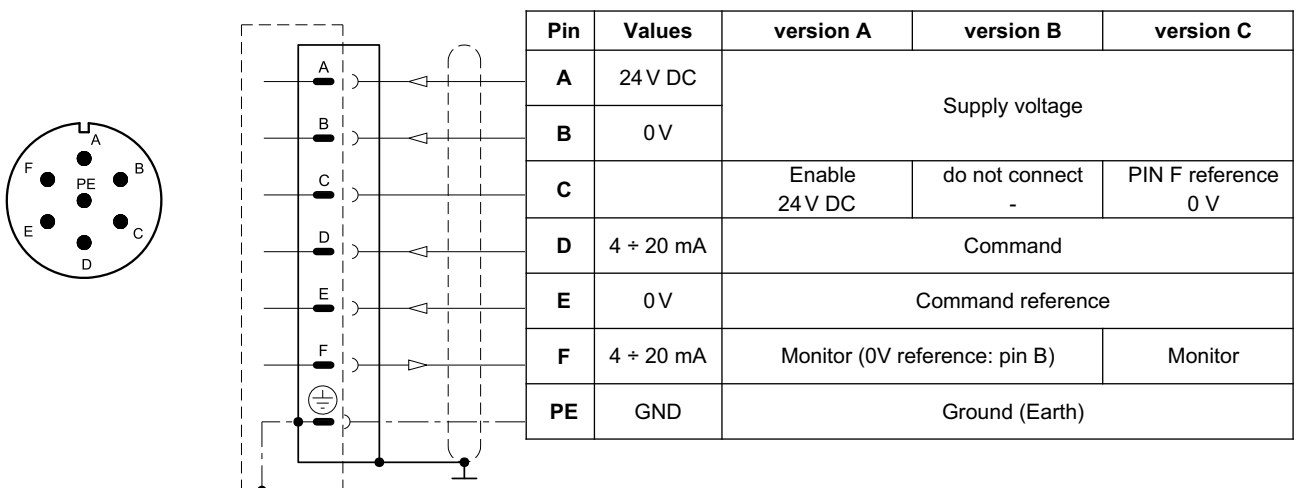 A
F
B
PE
E
C
D
A
B
C
D
E
F
Pin Values version A version B version C
A 24 V DC Supply voltage
B 0 V
C Enable do not connect PIN F reference
24 V DC - 0 V
D 4 ÷ 20 mA Command
E 0 V Command reference
F 4 ÷ 20 mA Monitor (0V reference: pin B) Monitor
PE GND Ground (Earth)